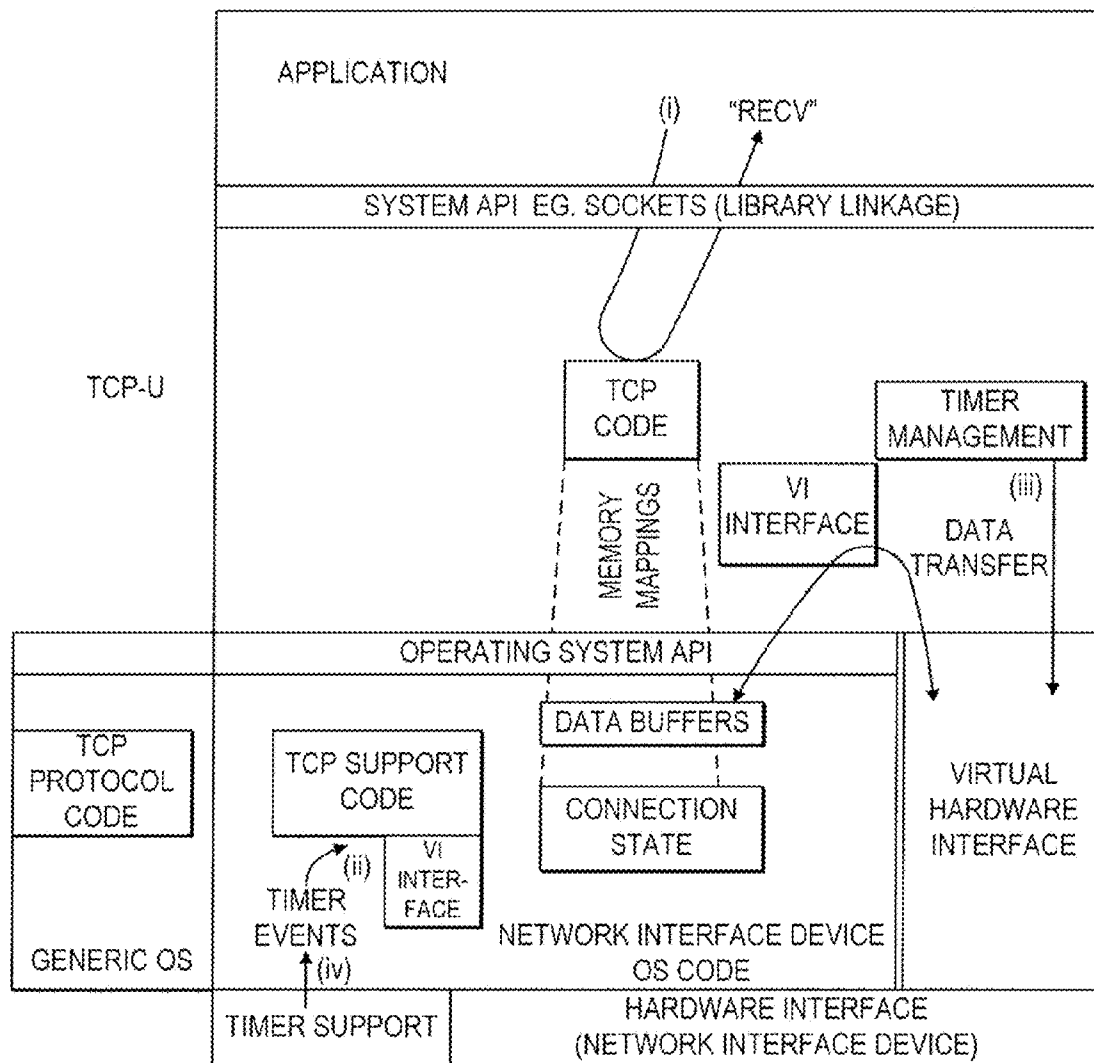 APPLICATION
(i)
"RECV"
SYSTEM API EG. SOCKETS (LIBRARY LINKAGE)
TCP-U
TCP
CODE
TIMER
MANAGEMENT
MEMORY
MAPPINGS
VI
INTERFACE
(iii)
DATA
TRANSFER
OPERATING SYSTEM API
DATA BUFFERS
TCP
PROTOCOL
CODE
TCP SUPPORT
CODE
CONNECTION
STATE
VIRTUAL
HARDWARE
INTERFACE
(ii)
VI
INTER-
FACE
TIMER
EVENTS
(iv)
GENERIC OS
NETWORK INTERFACE DEVICE
OS CODE
TIMER SUPPORT
HARDWARE INTERFACE
(NETWORK INTERFACE DEVICE)